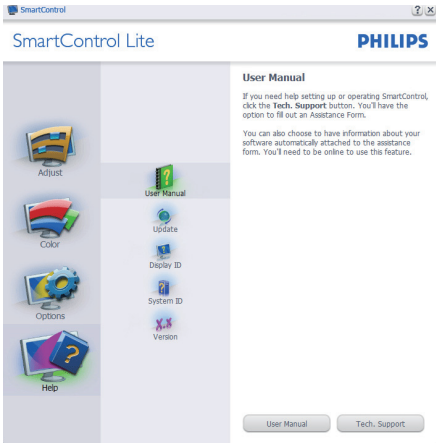 SmartControl
SmartControl Lite
PHILIPS
Adjust
Color
Options
Help
User Manual
Update
Display ID
System ID
X.X
Version
User Manual
If you need help setting up or operating SmartControl,
click the Tech. Support button. You'll have the
option to fill out an Assistance Form.
You can also choose to have information about your
software automatically attached to the assistance
form. You'll need to be online to use this feature.
User Manual
Tech. Support